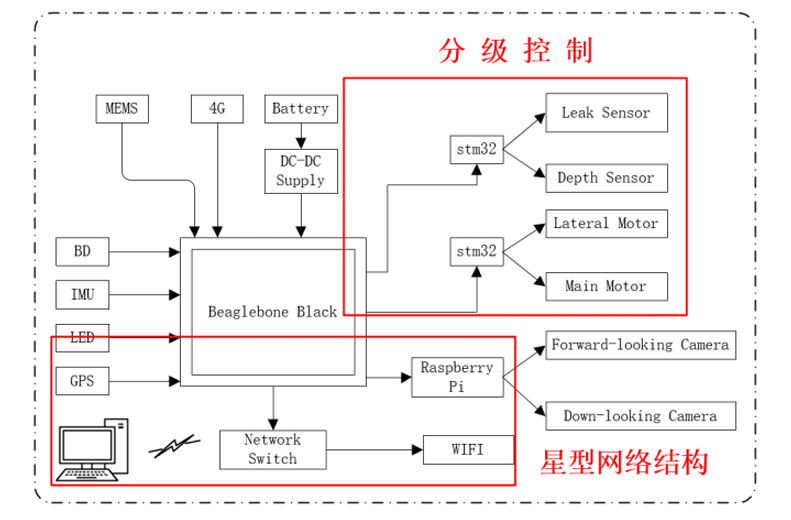 分级控制
MEMS
4G
Battery
DC-DC
Supply
stm32
Leak Sensor
Depth Sensor
stm32
Lateral Motor
Main Motor
BD
IMU
LED
GPS
Beaglebone Black
Raspberry
Pi
Forward-looking Camera
Down-looking Camera
Network
Switch
WIFI
星型网络结构